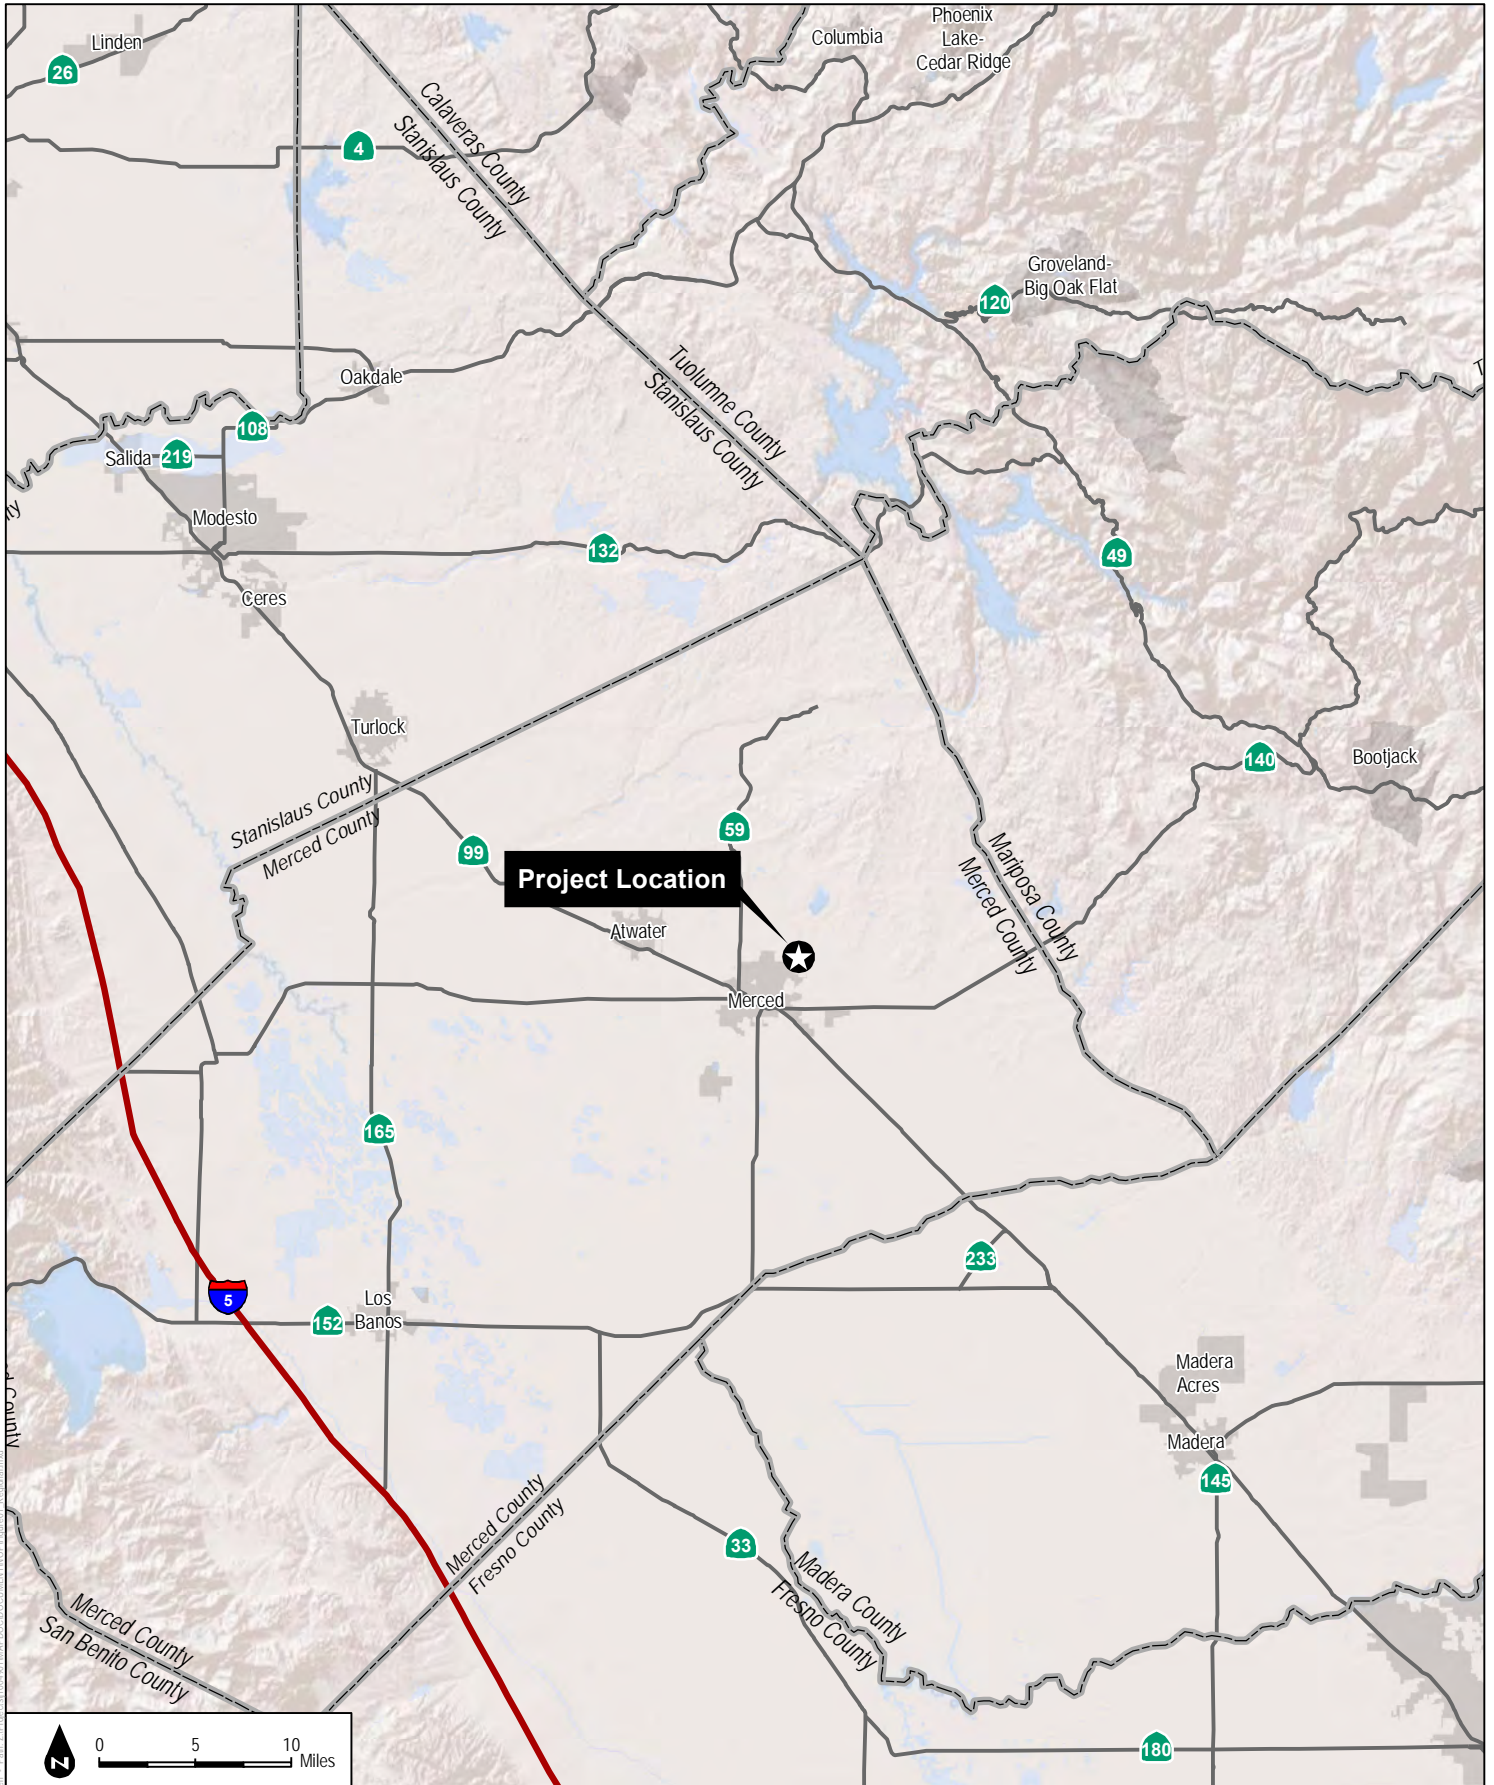 Linden
26
Columbia
Phoenix
Lake-
Cedar Ridge
4
Calaveras County
Stanislaus County
Groveland-
Big Oak Flat
120
Oakdale
Tuolumne County
Stanislaus County
108
Salida
219
Modesto
132
49
Ceres
Turlock
140
Bootjack
Stanislaus County
Merced County
59
99
Project Location
Mariposa County
Merced County
Atwater
Merced
165
233
5
Los
Banos
152
Madera
Acres
Madera
145
Merced County
Fresno County
33
Madera County
Fresno County
Merced County
San Benito County
N
0
5
10
Miles
180